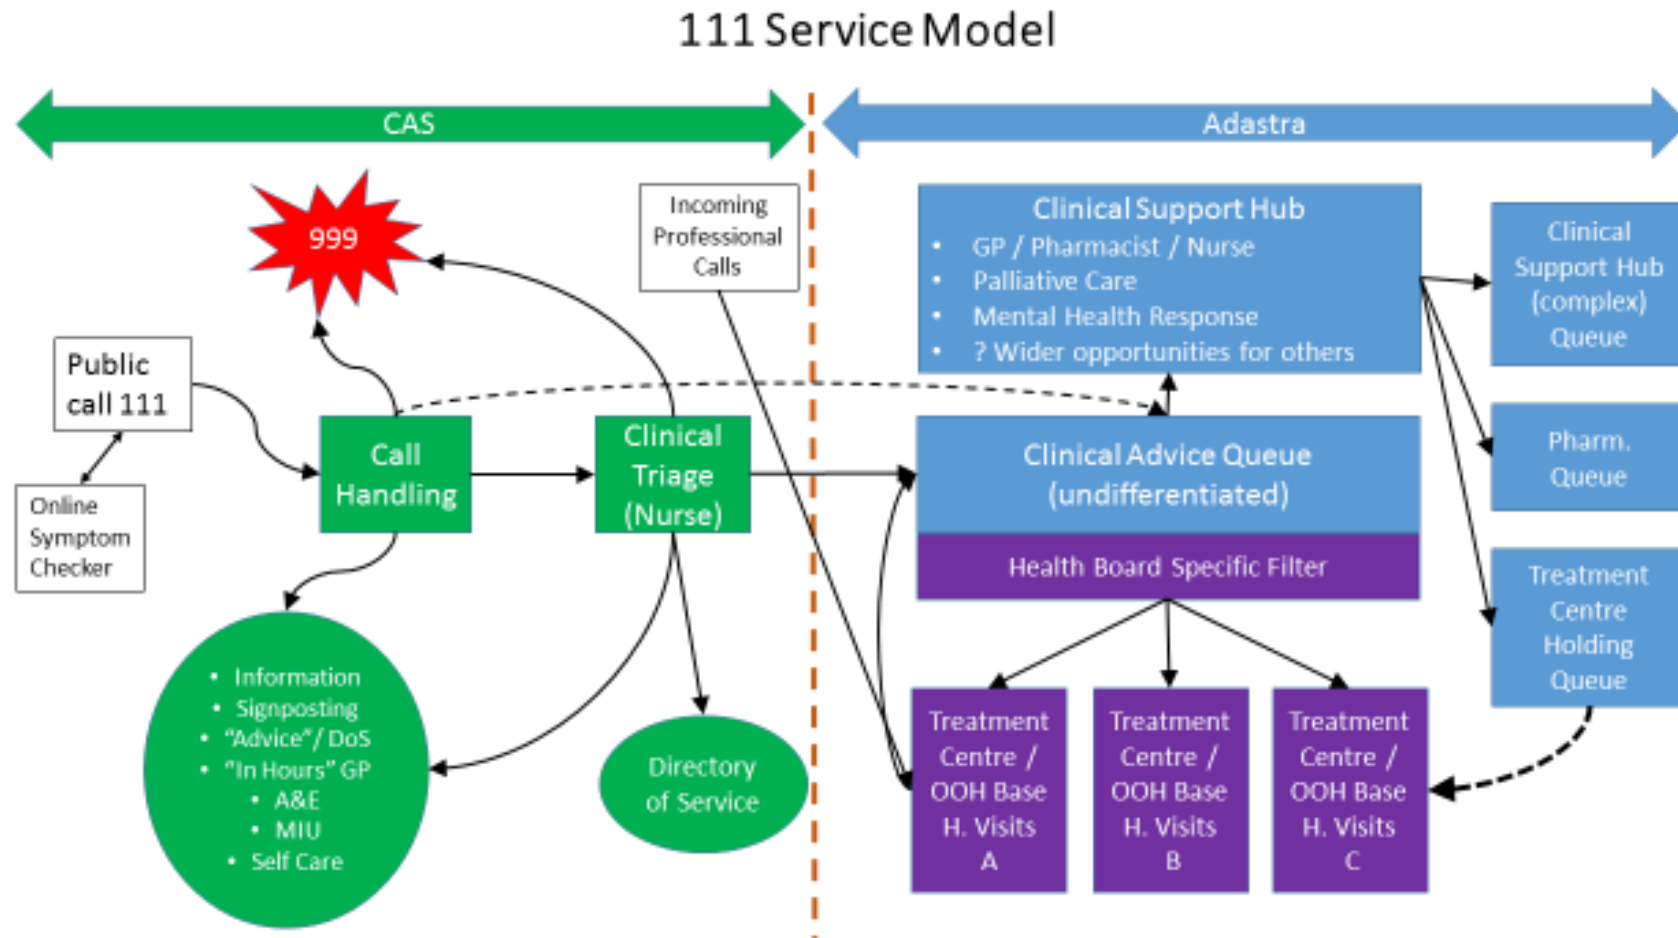 111 Service Model
CAS
Adastra
999
Incoming
Professional
Calls
Clinical Support Hub
• GP / Pharmacist / Nurse
• Palliative Care
• Mental Health Response
• ? Wider opportunities for others
Clinical
Support Hub
(complex)
Queue
Public
call 111
Online
Symptom
Checker
Call
Handling
Clinical
Triage
(Nurse)
Clinical Advice Queue
(undifferentiated)
Health Board Specific Filter
Pharm.
Queue
Treatment
Centre
Holding
Queue
• Information
• Signposting
• “Advice”/ DoS
• “In Hours” GP
• A&E
• MIU
• Self Care
Directory
of Service
Treatment
Centre /
OOH Base
H. Visits
A
Treatment
Centre /
OOH Base
H. Visits
B
Treatment
Centre /
OOH Base
H. Visits
C